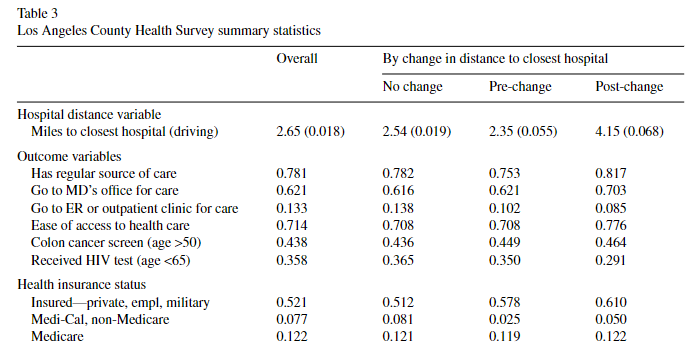 Table 3
Los Angeles County Health Survey summary statistics
Overall By change in distance to closest hospital
No change Pre-change Post-change
Hospital distance variable
Miles to closest hospital (driving) 2.65 (0.018) 2.54 (0.019) 2.35 (0.055) 4.15 (0.068)
Outcome variables
Has regular source of care 0.781 0.782 0.753 0.817
Go to MD’s office for care 0.621 0.616 0.621 0.703
Go to ER or outpatient clinic for care 0.133 0.138 0.102 0.085
Ease of access to health care 0.714 0.708 0.708 0.776
Colon cancer screen (age >50) 0.438 0.436 0.449 0.464
Received HIV test (age <65) 0.358 0.365 0.350 0.291
Health insurance status
Insured—private, empl, military 0.521 0.512 0.578 0.610
Medi-Cal, non-Medicare 0.077 0.081 0.025 0.050
Medicare 0.122 0.121 0.119 0.122